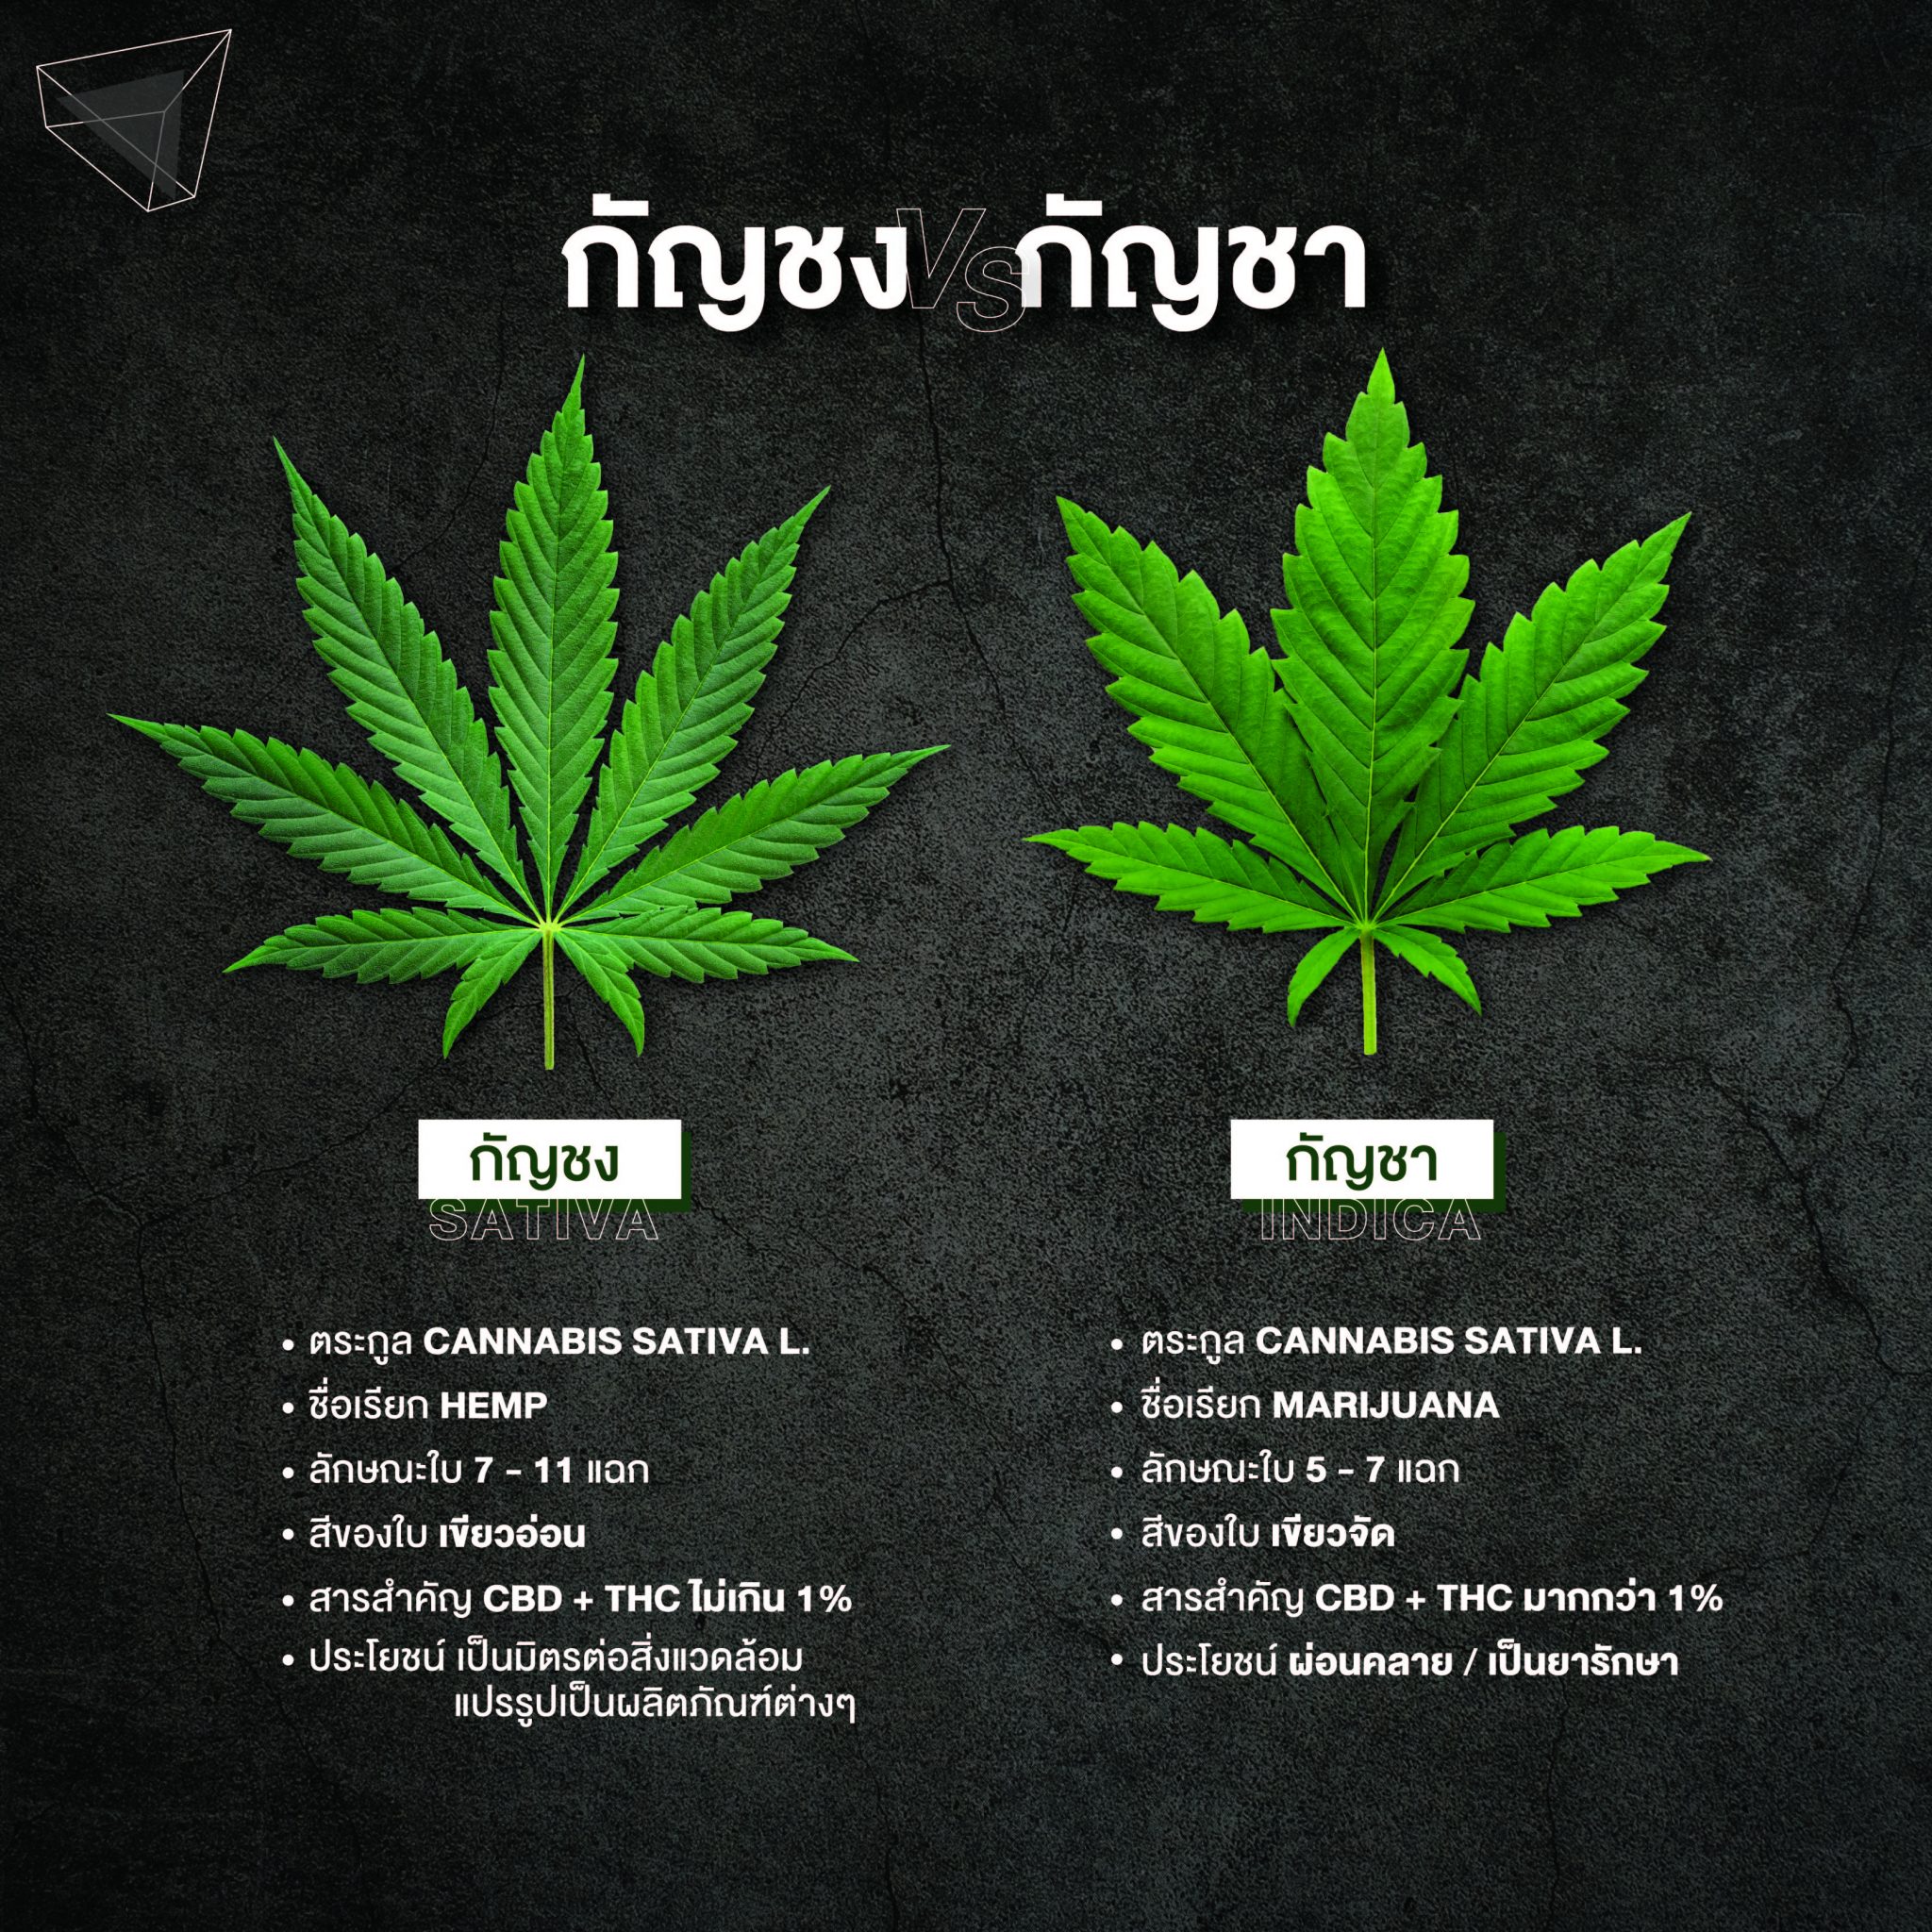 กัญชง Vs กัญชา
กัญชง
SATIVA
• ตระกูล CANNABIS SATIVA L.
• ชื่อเรียก HEMP
• ลักษณะใบ 7 - 11 แฉก
• สีของใบ เขียวอ่อน
• สารสำคัญ CBD + THC ไม่เกิน 1%
• ประโยชน์ เป็นมิตรต่อสิ่งแวดล้อม
แปรรูปเป็นผลิตภัณฑ์ต่างๆ
กัญชา
INDICA
• ตระกูล CANNABIS SATIVA L.
• ชื่อเรียก MARIJUANA
• ลักษณะใบ 5 - 7 แฉก
• สีของใบ เขียวจัด
• สารสำคัญ CBD + THC มากกว่า 1%
• ประโยชน์ ผ่อนคลาย / เป็นยารักษา